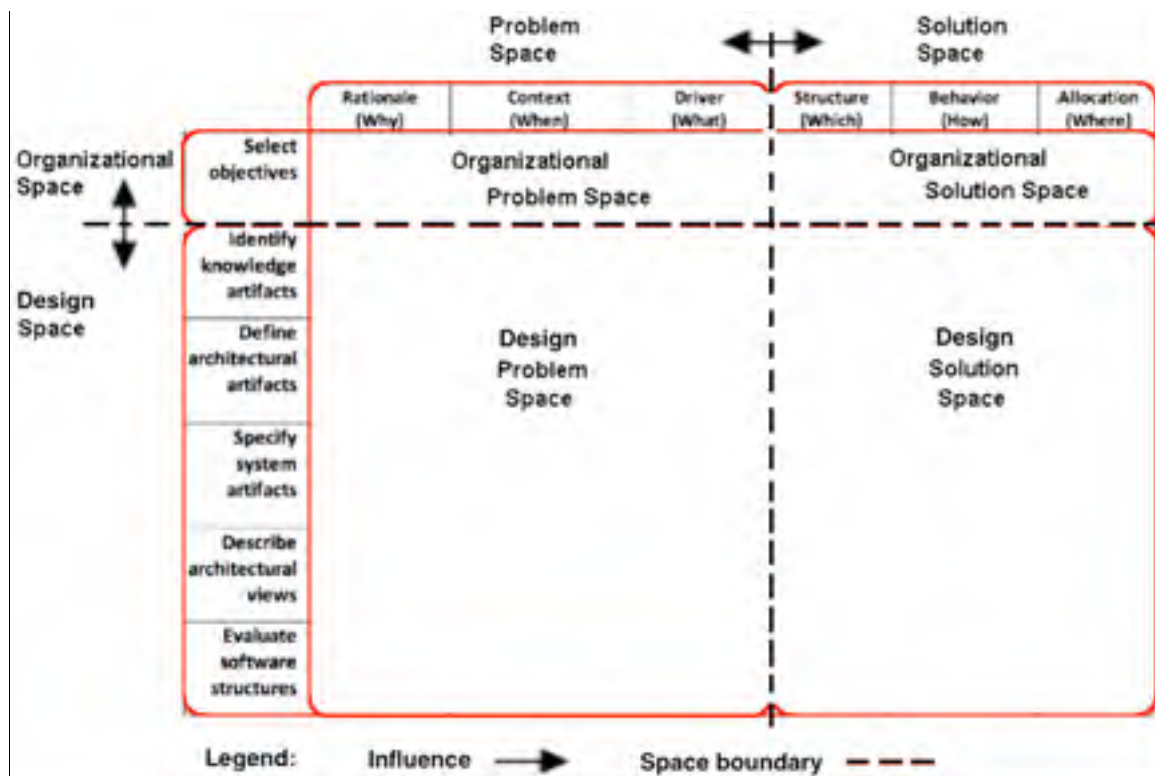 Problem
Space
Solution
Space
Rationale
(Why)
Context
(When)
Driver
(What)
Structure
(Which)
Behavior
(How)
Allocation
(Where)
Organizational
Space
Select
objectives
Organizational
Problem Space
Organizational
Solution Space
Design
Space
Identify
knowledge
artifacts
Define
architectural
artifacts
Specify
system
artifacts
Describe
architectural
views
Evaluate
software
structures
Design
Problem
Space
Design
Solution
Space
Legend: Influence Space boundary